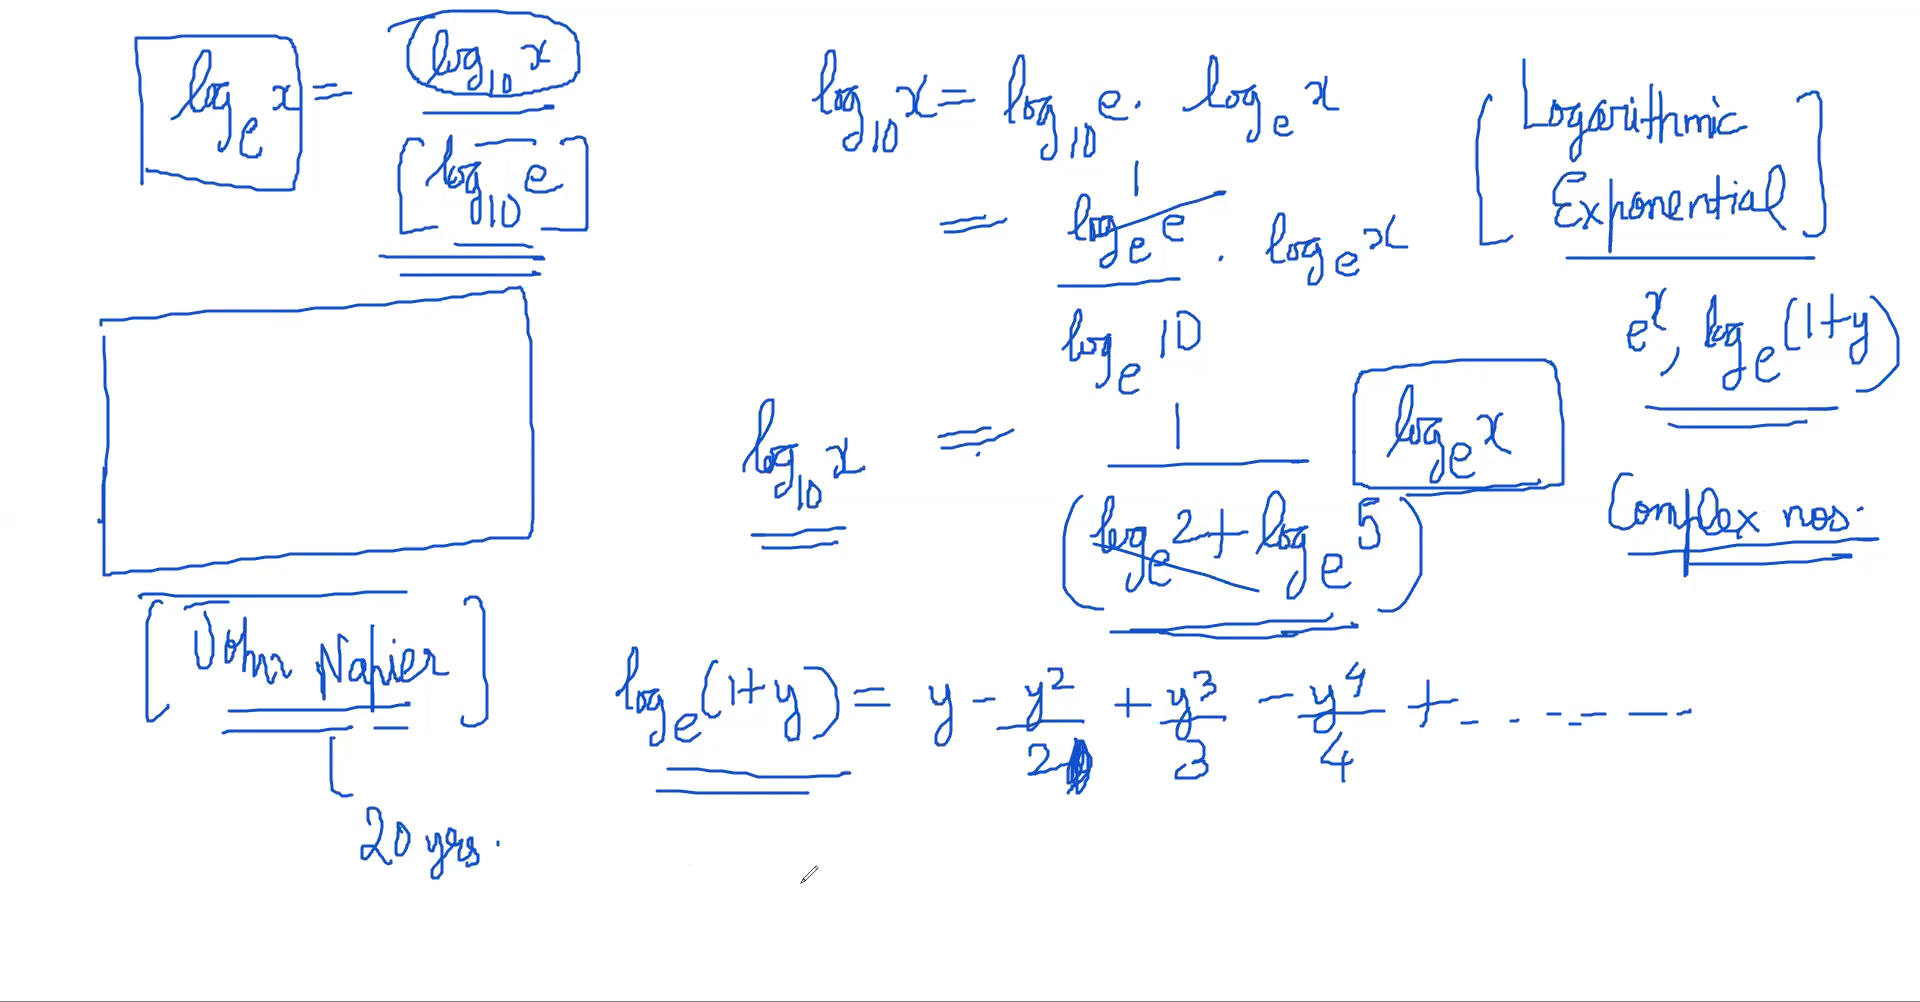 logₑ x = log₁₀ x / log₁₀ e
log₁₀ x = log₁₀ e . logₑ x
= (logₑ e / logₑ 10) . logₑ x
1
log₁₀ x = 1 / (logₑ 2 + logₑ 5) logₑ x
[Logarithmic
Exponential]
eˣ, logₑ (1+y)
Complex nos.
[John Napier]
20 yrs.
logₑ (1+y) = y - y²/2 + y³/3 - y⁴/4 + - - - - - - -